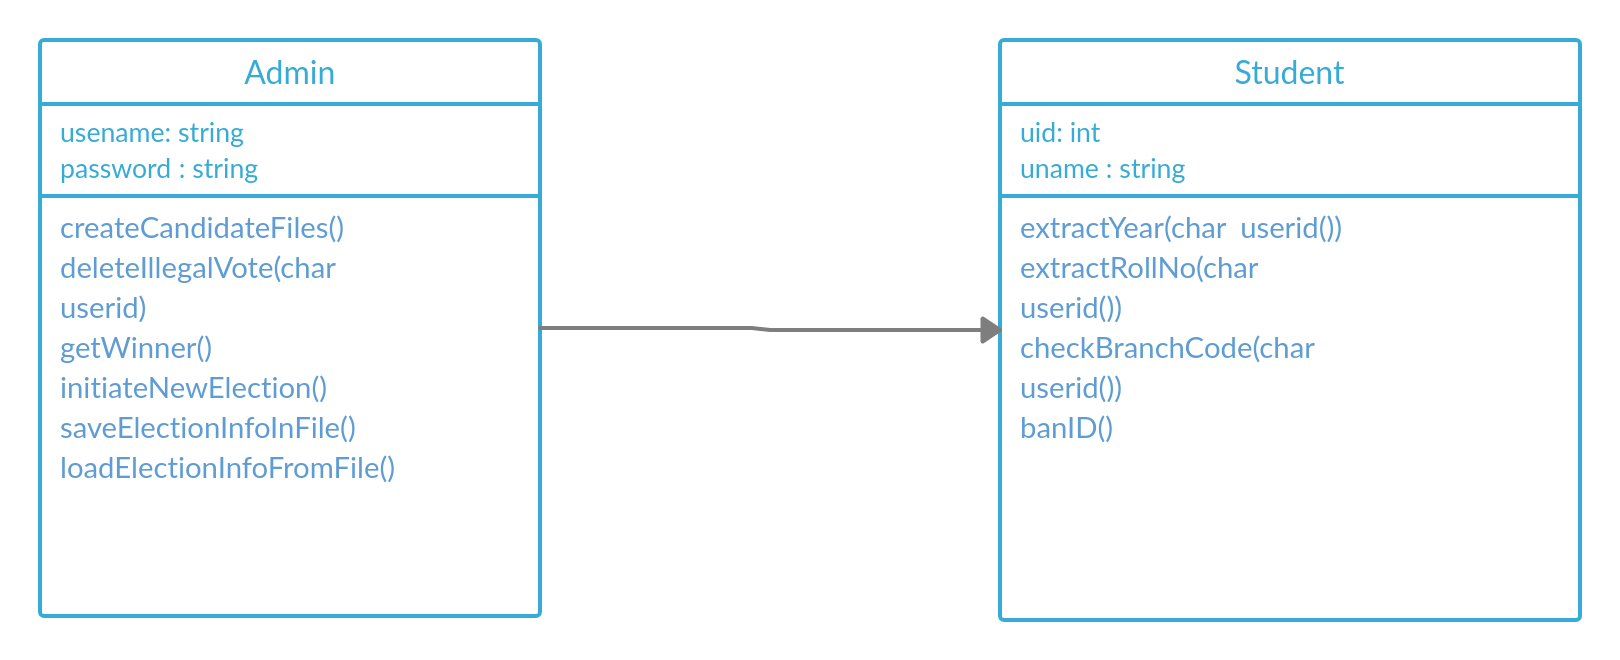 Admin
usename: string
password : string
createCandidateFiles()
deleteIllegalVote(char
userid)
getWinner()
initiateNewElection()
saveElectionInfoInFile()
loadElectionInfoFromFile()
Student
uid: int
uname : string
extractYear(char  userid())
extractRollNo(char
userid())
checkBranchCode(char
userid())
banID()